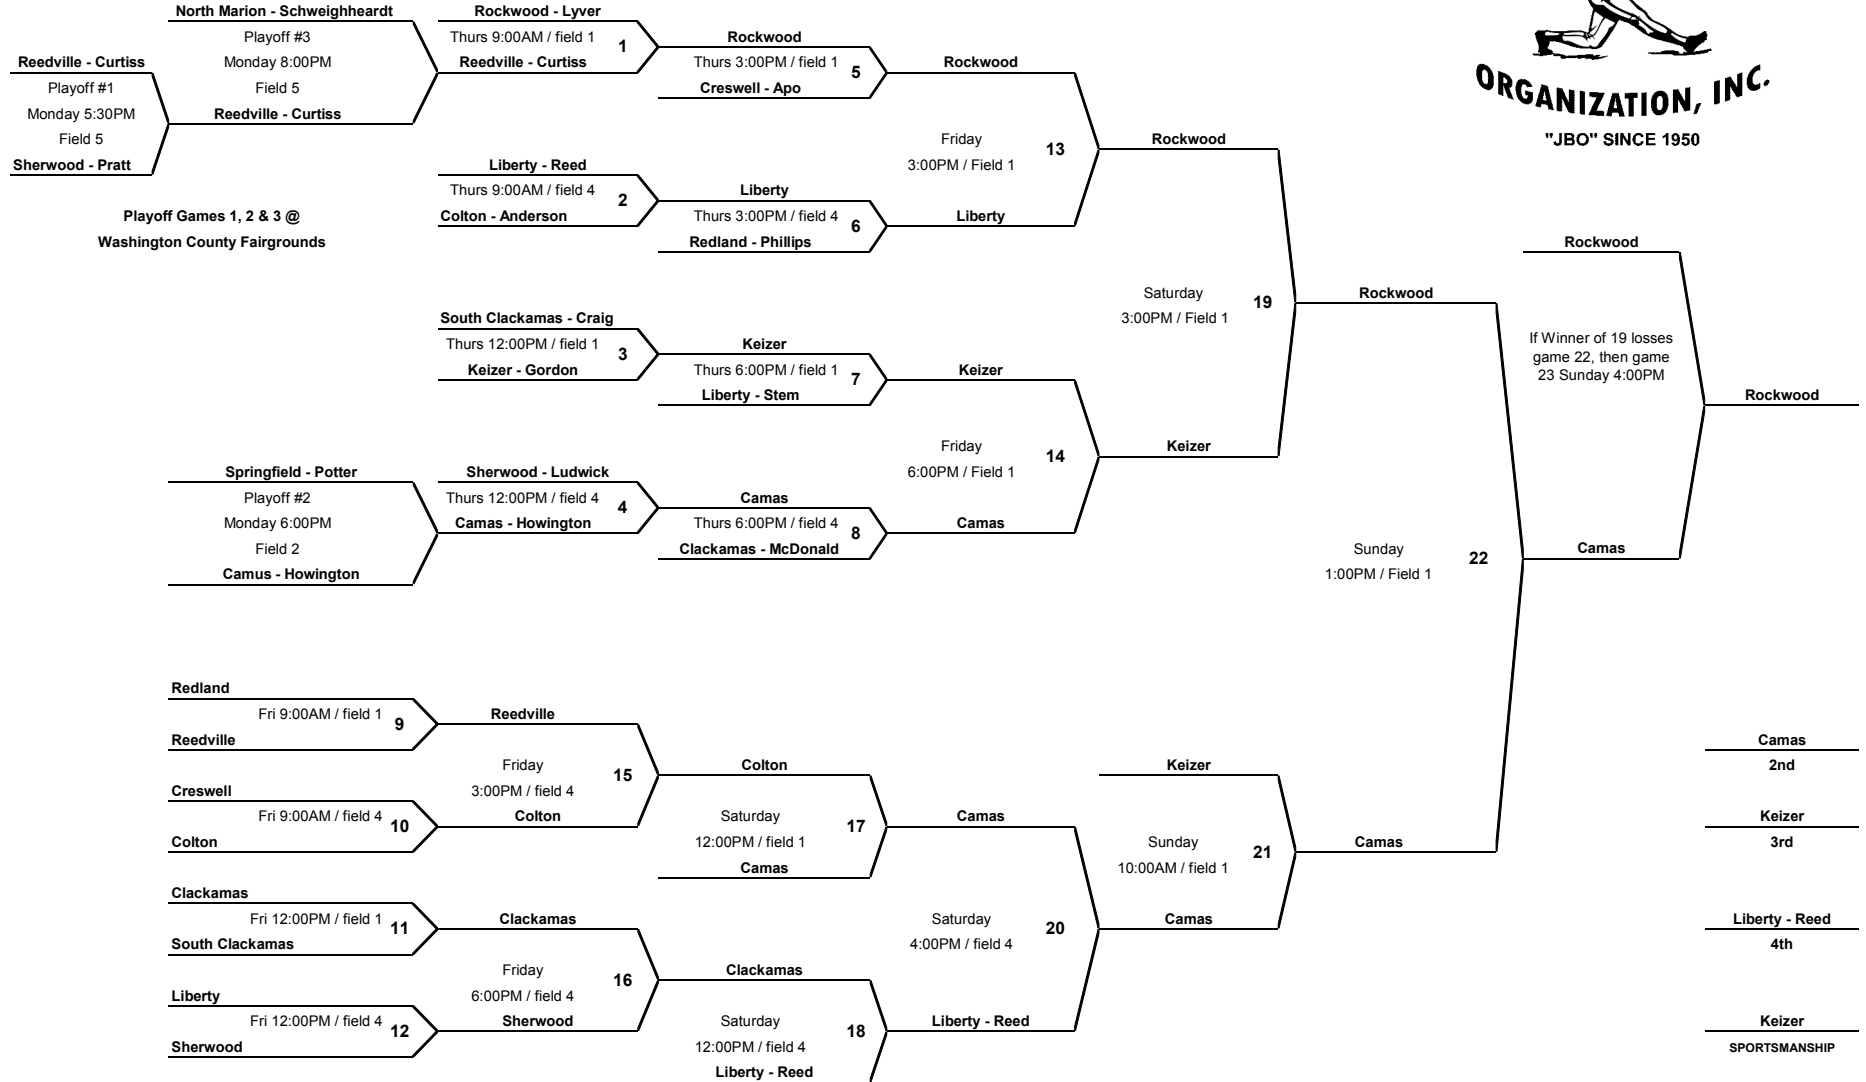 North Marion - Schweighheardt
Playoff #3
Monday 8:00PM
Field 5
Reedville - Curtiss
Reedville - Curtiss
Playoff #1
Monday 5:30PM
Field 5
Sherwood - Pratt
Playoff Games 1, 2 & 3 @
Washington County Fairgrounds
Rockwood - Lyver
Thurs 9:00AM / field 1
1
Reedville - Curtiss
Liberty - Reed
Thurs 9:00AM / field 4
2
Colton - Anderson
South Clackamas - Craig
Thurs 12:00PM / field 1
3
Keizer - Gordon
Springfield - Potter
Playoff #2
Monday 6:00PM
Field 2
Camus - Howington
Sherwood - Ludwick
Thurs 12:00PM / field 4
4
Camas - Howington
Rockwood
Thurs 3:00PM / field 1
5
Creswell - Apo
Liberty
Thurs 3:00PM / field 4
6
Redland - Phillips
Keizer
Thurs 6:00PM / field 1
7
Liberty - Stem
Camas
Thurs 6:00PM / field 4
8
Clackamas - McDonald
Rockwood
Friday
3:00PM / Field 1
13
Liberty
Keizer
Friday
6:00PM / Field 1
14
Camas
Rockwood
Saturday
3:00PM / Field 1
19
Keizer
Rockwood
Sunday
1:00PM / Field 1
22
ORGANIZATION, INC.
"JBO" SINCE 1950
Rockwood
If Winner of 19 losses
game 22, then game
23 Sunday 4:00PM
Rockwood
Camas
Redland
Fri 9:00AM / field 1
9
Reedville
Creswell
Fri 9:00AM / field 4
10
Colton
Clackamas
Fri 12:00PM / field 1
11
South Clackamas
Liberty
Fri 12:00PM / field 4
12
Sherwood
Reedville
Friday
3:00PM / field 4
15
Colton
Clackamas
Friday
6:00PM / field 4
16
Sherwood
Colton
Saturday
12:00PM / field 1
17
Camas
Clackamas
Saturday
12:00PM / field 4
18
Liberty - Reed
Camas
Saturday
4:00PM / field 4
20
Liberty - Reed
Keizer
Sunday
10:00AM / field 1
21
Camas
Camas
Camas
2nd
Keizer
3rd
Liberty - Reed
4th
Keizer
SPORTSMANSHIP